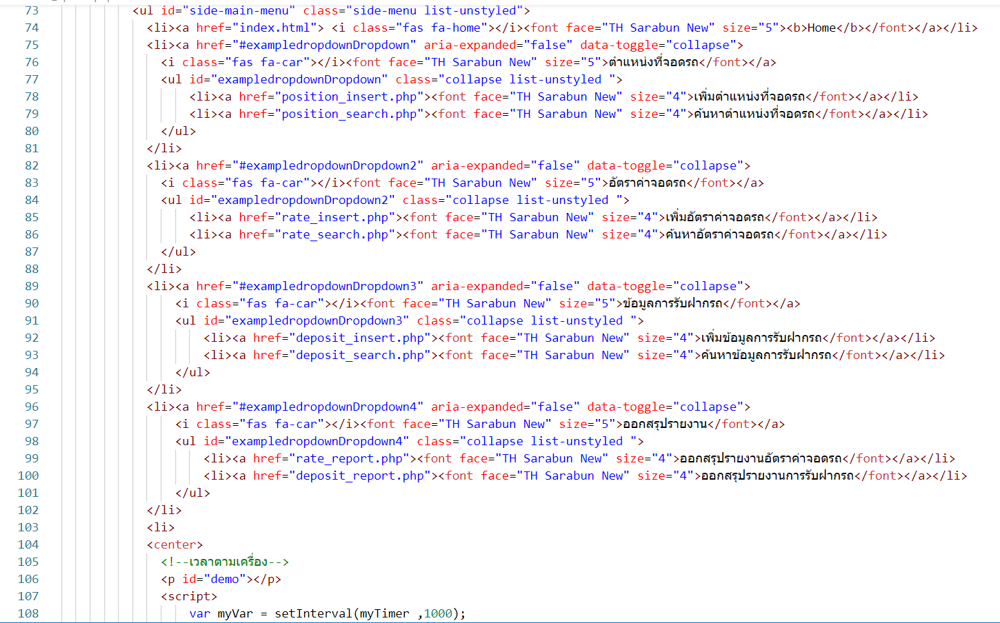 73 <ul id="side-main-menu" class="side-menu list-unstyled">
74 <li><a href="index.html"> <i class="fas fa-home"></i><font face="TH Sarabun New" size="5"><b>Home</b></font></a></li>
75 <li><a href="#exampledropdownDropdown" aria-expanded="false" data-toggle="collapse">
76 <i class="fas fa-car"></i><font face="TH Sarabun New" size="5">ตำแหน่งที่จอดรถ</font></a>
77 <ul id="exampledropdownDropdown" class="collapse list-unstyled ">
78 <li><a href="position_insert.php"><font face="TH Sarabun New" size="4">เพิ่มตำแหน่งที่จอดรถ</font></a></li>
79 <li><a href="position_search.php"><font face="TH Sarabun New" size="4">ค้นหาตำแหน่งที่จอดรถ</font></a></li>
80 </ul>
81 </li>
82 <li><a href="#exampledropdownDropdown2" aria-expanded="false" data-toggle="collapse">
83 <i class="fas fa-car"></i><font face="TH Sarabun New" size="5">อัตราค่าจอดรถ</font></a>
84 <ul id="exampledropdownDropdown2" class="collapse list-unstyled ">
85 <li><a href="rate_insert.php"><font face="TH Sarabun New" size="4">เพิ่มอัตราค่าจอดรถ</font></a></li>
86 <li><a href="rate_search.php"><font face="TH Sarabun New" size="4">ค้นหาอัตราค่าจอดรถ</font></a></li>
87 </ul>
88 </li>
89 <li><a href="#exampledropdownDropdown3" aria-expanded="false" data-toggle="collapse">
90 <i class="fas fa-car"></i><font face="TH Sarabun New" size="5">ข้อมูลการรับฝากรถ</font></a>
91 <ul id="exampledropdownDropdown3" class="collapse list-unstyled ">
92 <li><a href="deposit_insert.php"><font face="TH Sarabun New" size="4">เพิ่มข้อมูลการรับฝากรถ</font></a></li>
93 <li><a href="deposit_search.php"><font face="TH Sarabun New" size="4">ค้นหาข้อมูลการรับฝากรถ</font></a></li>
94 </ul>
95 </li>
96 <li><a href="#exampledropdownDropdown4" aria-expanded="false" data-toggle="collapse">
97 <i class="fas fa-car"></i><font face="TH Sarabun New" size="5">ออกสรุปรายงาน</font></a>
98 <ul id="exampledropdownDropdown4" class="collapse list-unstyled ">
99 <li><a href="rate_report.php"><font face="TH Sarabun New" size="4">ออกสรุปรายงานอัตราค่าจอดรถ</font></a></li>
100 <li><a href="deposit_report.php"><font face="TH Sarabun New" size="4">ออกสรุปรายงานการรับฝากรถ</font></a></li>
101 </ul>
102 </li>
103 <li>
104 <center>
105 <!--เวลาตามเครื่อง-->
106 <p id="demo"></p>
107 <script>
108 var myVar = setInterval(myTimer ,1000);